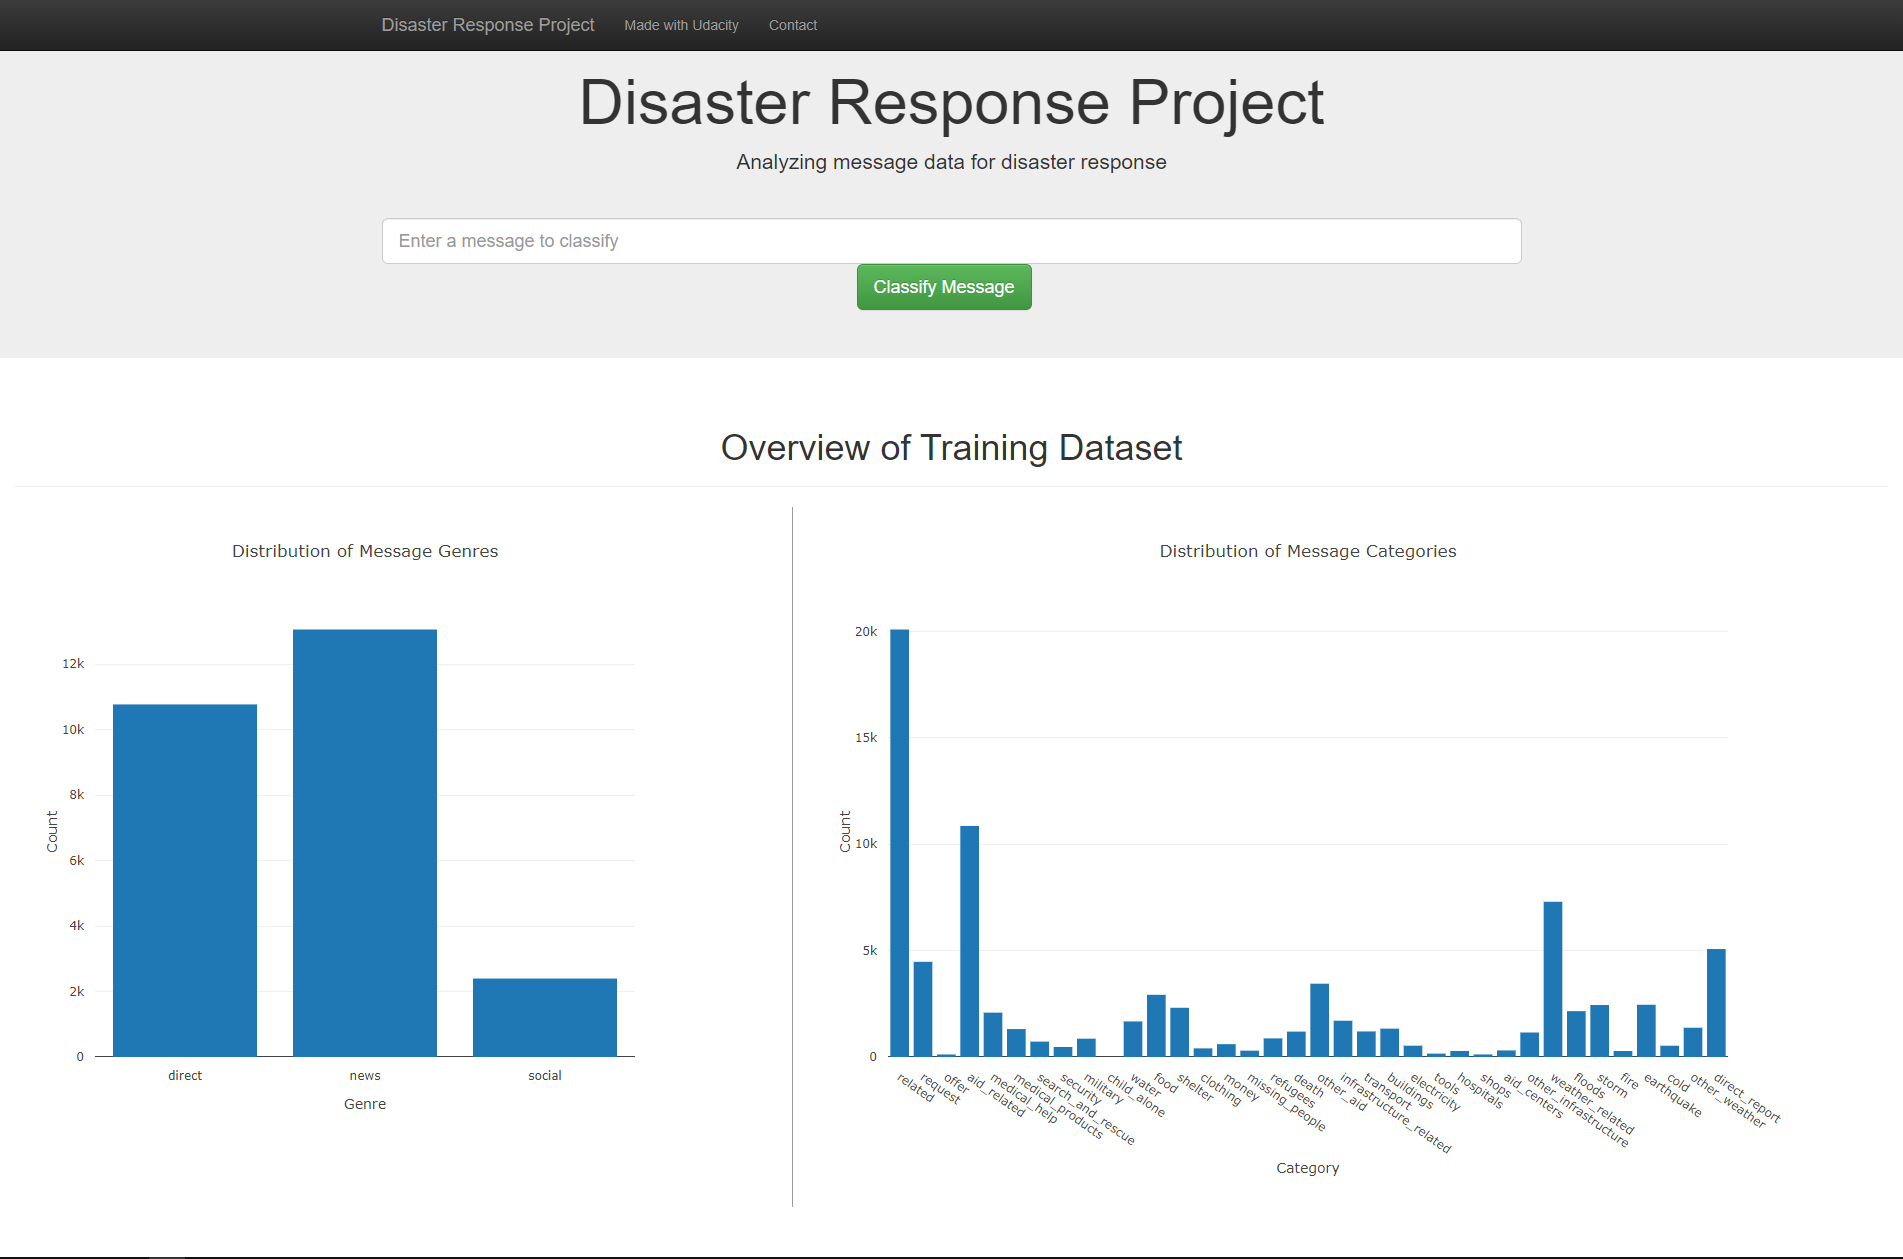 Disaster Response Project Made with Udacity Contact
Disaster Response Project
Analyzing message data for disaster response
Enter a message to classify
Classify Message
Overview of Training Dataset
Distribution of Message Genres
12k
10k
8k
6k
4k
2k
0
Count
direct news social
Genre
Distribution of Message Categories
20k
15k
10k
5k
0
Count
related
request
offer
aid_related
medical_help
medical_products
search_and_rescue
security
military
child_alone
water
food
shelter
clothing
money
missing_people
refugees
death
other_aid
infrastructure_related
transport
buildings
electricity
tools
hospitals
shops
aid_centers
other_infrastructure
weather_related
floods
storm
fire
earthquake
cold
other_weather
direct_report
Category